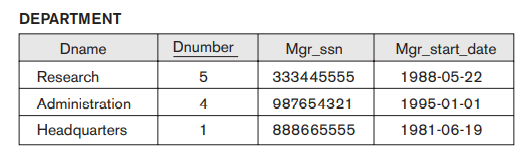 DEPARTMENT
Dname Dnumber Mgr_ssn Mgr_start_date
Research 5 333445555 1988-05-22
Administration 4 987654321 1995-01-01
Headquarters 1 888665555 1981-06-19